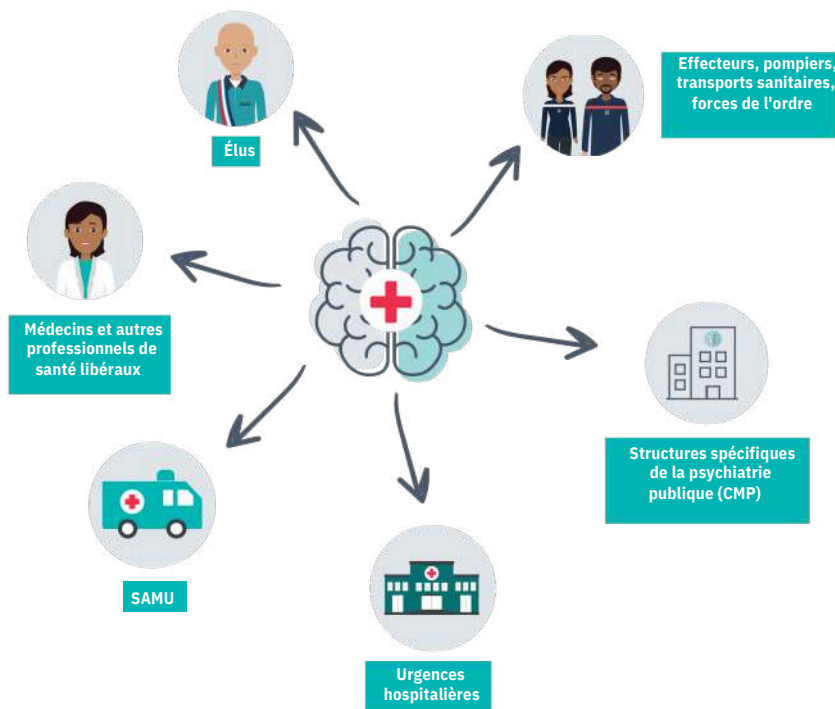 Élus
Effecteurs, pompiers,
transports sanitaires,
forces de l'ordre
Médecins et autres
professionnels de
santé libéraux
Structures spécifiques
de la psychiatrie
publique (CMP)
SAMU
Urgences
hospitalières